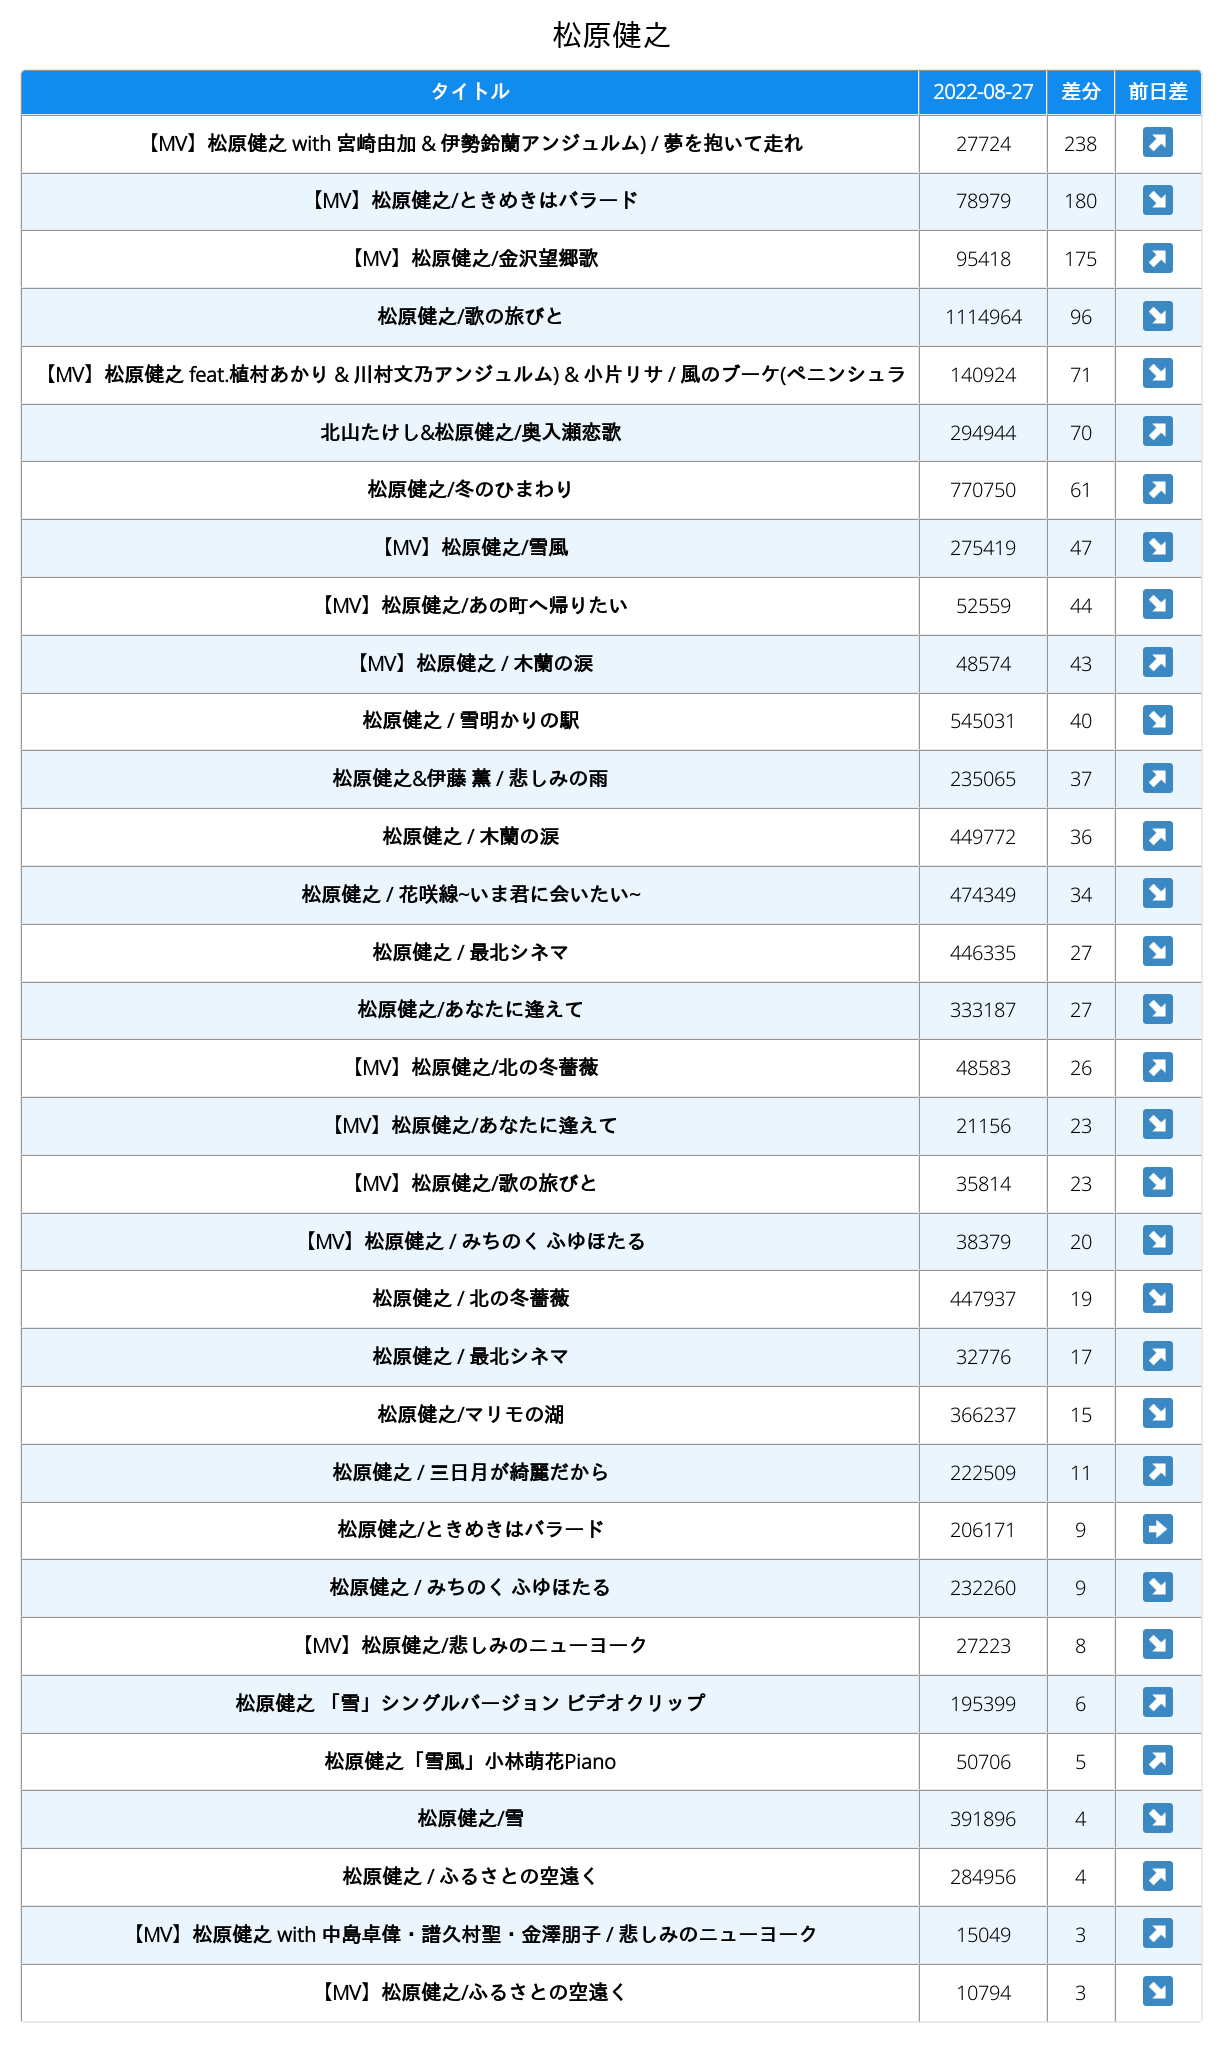 松原健之
タイトル 2022-08-27 差分 前日差
【MV】松原健之 with 宮崎由加 & 伊勢鈴蘭アンジュルム) / 夢を抱いて走れ 27724 238 ↗
【MV】松原健之/ときめきはバラード 78979 180 ↘
【MV】松原健之/金沢望郷歌 95418 175 ↗
松原健之/歌の旅びと 1114964 96 ↘
【MV】松原健之 feat.植村あかり & 川村文乃アンジュルム) & 小片リサ / 風のブーケ(ペニンシュラ 140924 71 ↘
北山たけし&松原健之/奥入瀬恋歌 294944 70 ↗
松原健之/冬のひまわり 770750 61 ↗
【MV】松原健之/雪風 275419 47 ↘
【MV】松原健之/あの町へ帰りたい 52559 44 ↘
【MV】松原健之 / 木蘭の涙 48574 43 ↗
松原健之 / 雪明かりの駅 545031 40 ↘
松原健之&伊藤 薫 / 悲しみの雨 235065 37 ↗
松原健之 / 木蘭の涙 449772 36 ↗
松原健之 / 花咲線~いま君に会いたい~ 474349 34 ↘
松原健之 / 最北シネマ 446335 27 ↘
松原健之/あなたに逢えて 333187 27 ↘
【MV】松原健之/北の冬薔薇 48583 26 ↗
【MV】松原健之/あなたに逢えて 21156 23 ↘
【MV】松原健之/歌の旅びと 35814 23 ↘
【MV】松原健之 / みちのく ふゆほたる 38379 20 ↘
松原健之 / 北の冬薔薇 447937 19 ↘
松原健之 / 最北シネマ 32776 17 ↗
松原健之/マリモの湖 366237 15 ↘
松原健之 / 三日月が綺麗だから 222509 11 ↗
松原健之/ときめきはバラード 206171 9 ➡
松原健之 / みちのく ふゆほたる 232260 9 ↘
【MV】松原健之/悲しみのニューヨーク 27223 8 ↘
松原健之 「雪」シングルバージョン ビデオクリップ 195399 6 ↗
松原健之「雪風」小林萌花Piano 50706 5 ↗
松原健之/雪 391896 4 ↘
松原健之 / ふるさとの空遠く 284956 4 ↗
【MV】松原健之 with 中島卓偉・譜久村聖・金澤朋子 / 悲しみのニューヨーク 15049 3 ↗
【MV】松原健之/ふるさとの空遠く 10794 3 ↘